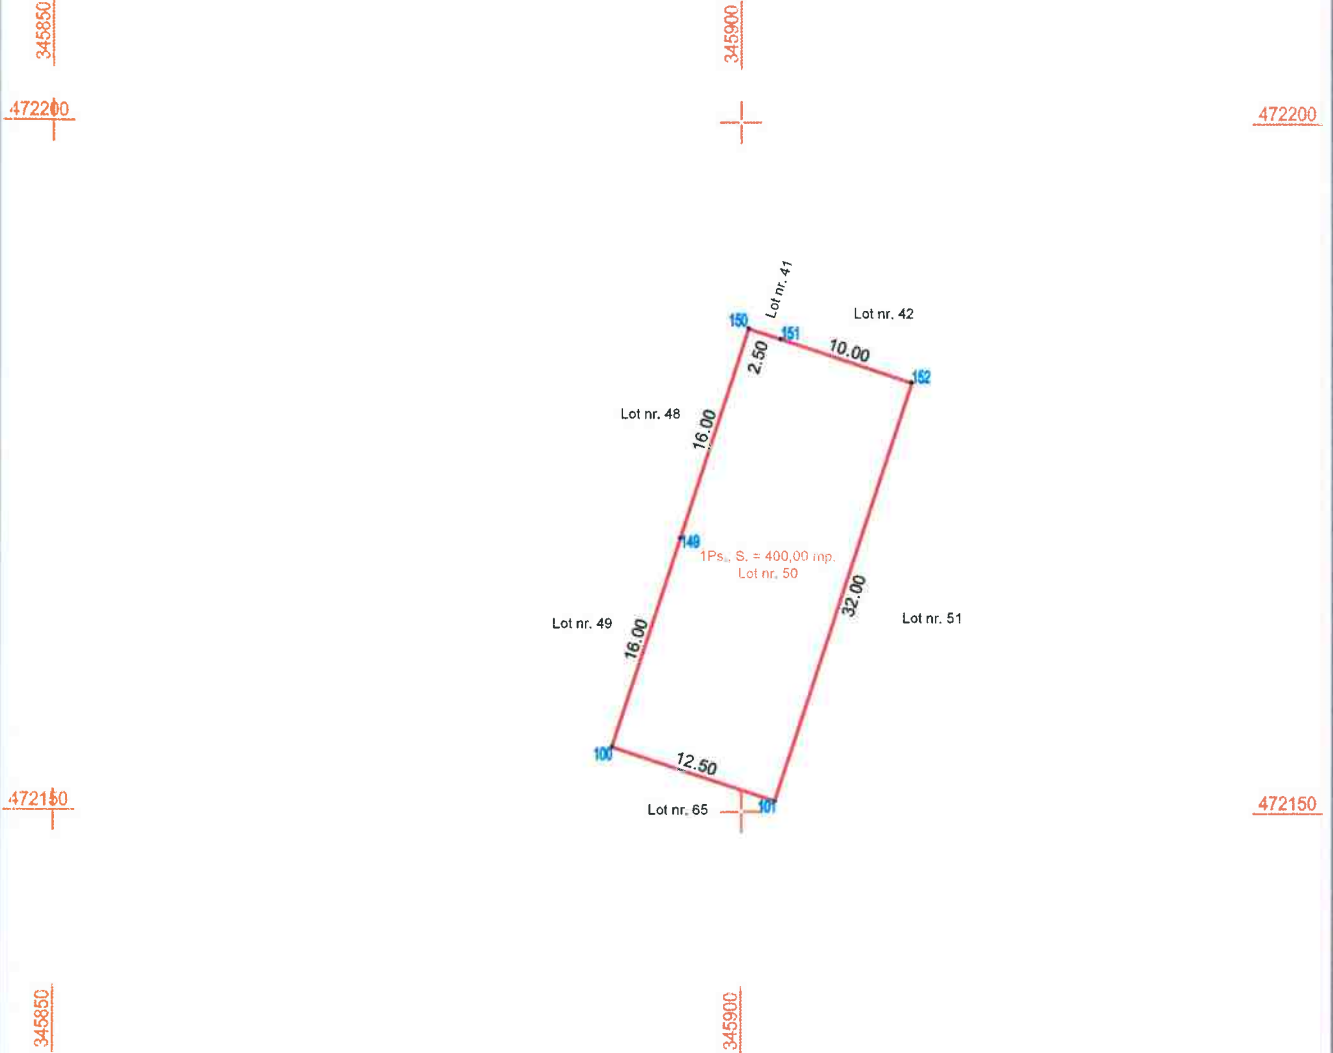 345850
345900
472200
472200
Lot nr. 41
Lot nr. 42
150
151
10.00
2.50
152
Lot nr. 48
16.00
149
1Ps., S. = 400,00 mp.
Lot nr. 50
32.00
Lot nr. 49
16.00
Lot nr. 51
100
12.50
472150
101
472150
Lot nr. 65
345850
345900